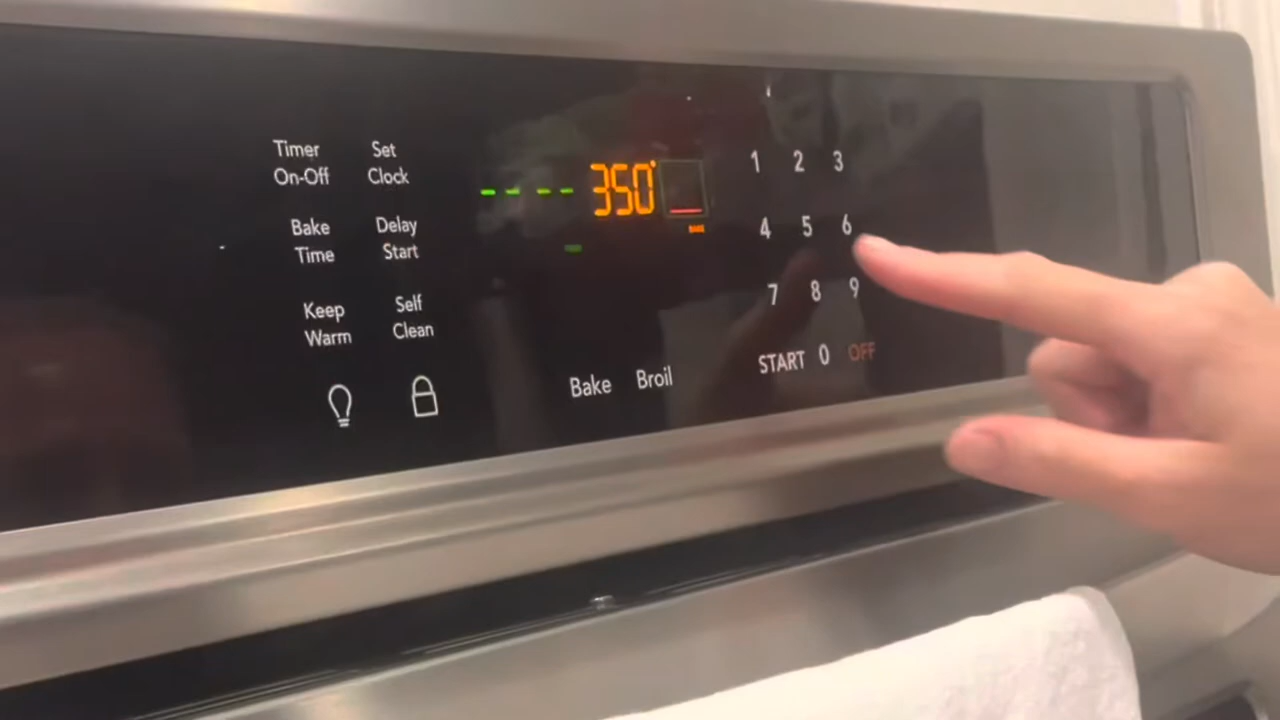 Timer
On-Off
Set
Clock
Bake
Time
Delay
Start
Keep
Warm
Self
Clean
- - - -
350°
BAKE
Bake
Broil
1 2 3
4 5 6
7 8 9
START 0 OFF